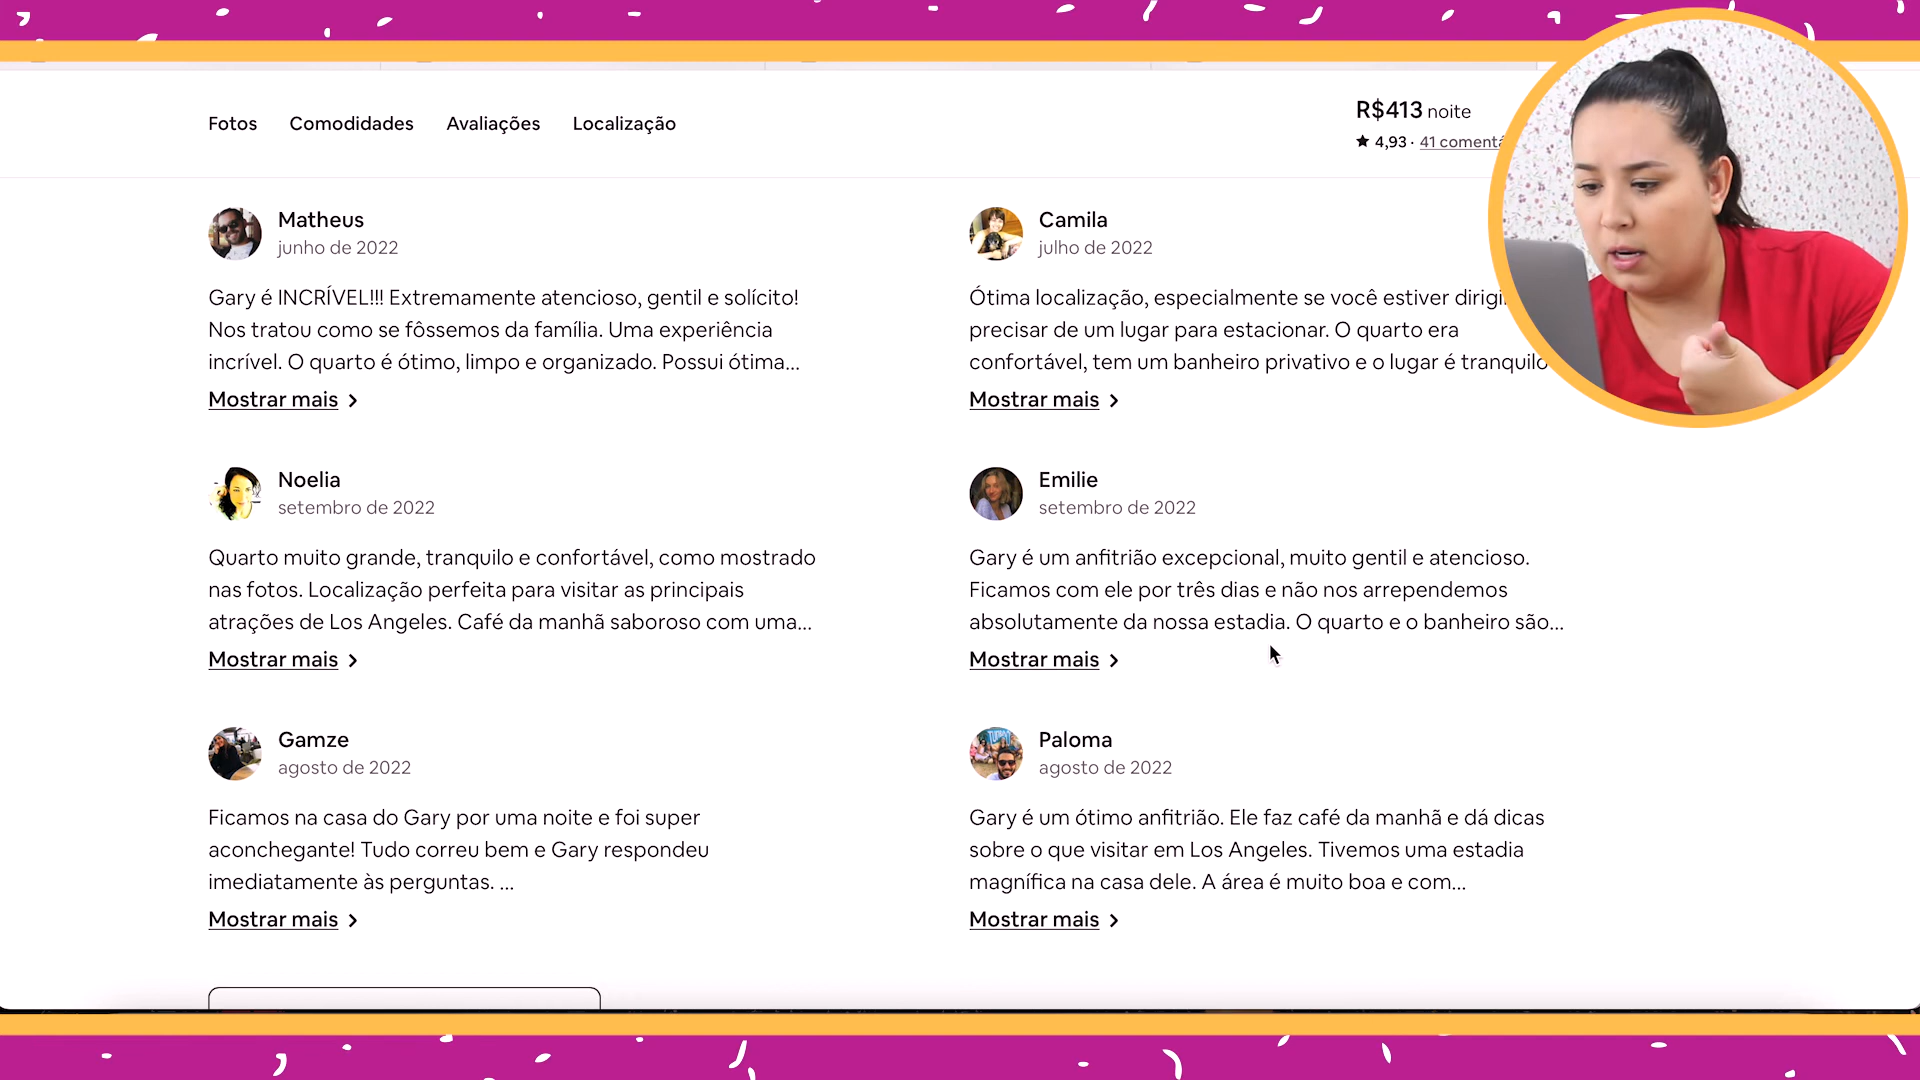 Fotos Comodidades Avaliações Localização
R$413 noite
★ 4,93 · 41
Matheus
junho de 2022
Gary é INCRÍVEL!!! Extremamente atencioso, gentil e solícito!
Nos tratou como se fôssemos da família. Uma experiência
incrível. O quarto é ótimo, limpo e organizado. Possui ótima...
Mostrar mais
Camila
julho de 2022
Ótima localização, especialmente se você estiver
precisar de um lugar para estacionar. O quarto era
confortável, tem um banheiro privativo e o lugar é tranquilo
Mostrar mais
Noelia
setembro de 2022
Quarto muito grande, tranquilo e confortável, como mostrado
nas fotos. Localização perfeita para visitar as principais
atrações de Los Angeles. Café da manhã saboroso com uma...
Mostrar mais
Emilie
setembro de 2022
Gary é um anfitrião excepcional, muito gentil e atencioso.
Ficamos com ele por três dias e não nos arrependemos
absolutamente da nossa estadia. O quarto e o banheiro são...
Mostrar mais
Gamze
agosto de 2022
Ficamos na casa do Gary por uma noite e foi super
aconchegante! Tudo correu bem e Gary respondeu
imediatamente às perguntas. ...
Mostrar mais
Paloma
agosto de 2022
Gary é um ótimo anfitrião. Ele faz café da manhã e dá dicas
sobre o que visitar em Los Angeles. Tivemos uma estadia
magnífica na casa dele. A área é muito boa e com...
Mostrar mais